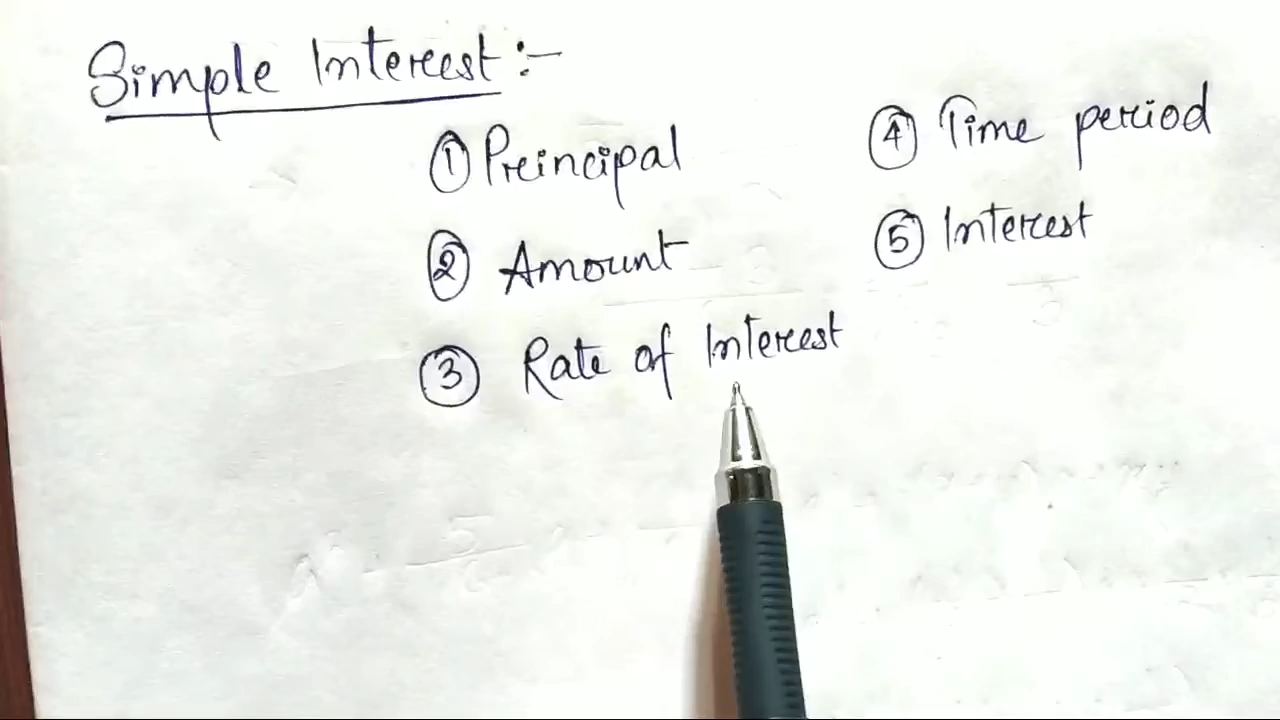 Simple Interest :-
① Principal
② Amount
③ Rate of Interest
④ Time period
⑤ Interest